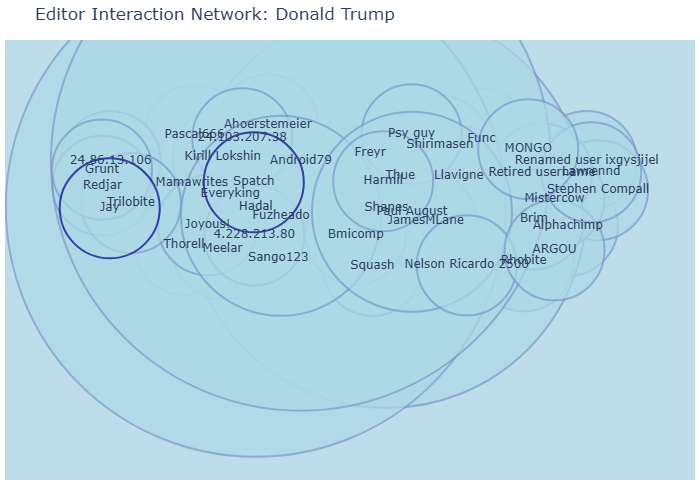 Editor Interaction Network: Donald Trump
Ahoerstemeier
Pascal666
24.103.207.38
Psy guy
Shirimasen
Func
MONGO
Freyr
Kirill Lokshin
Android79
24.86.13.106
Renamed user ixgysjijel
Grunt
Redjar
Mamawrites
Spatch
Thue
Harmil
Llavigne
Retired username
Lawrennd
Stephen Compall
Everyking
Mistercow
Trilobite
Jay
Hadal
Fuzheado
Shanes
Paul August
JamesMLane
Brim
Alphachimp
Joyous!
4.228.213.80
Bmicomp
Thorell
Meelar
ARGOU
Sango123
Squash
Nelson Ricardo 2500
Rhobite